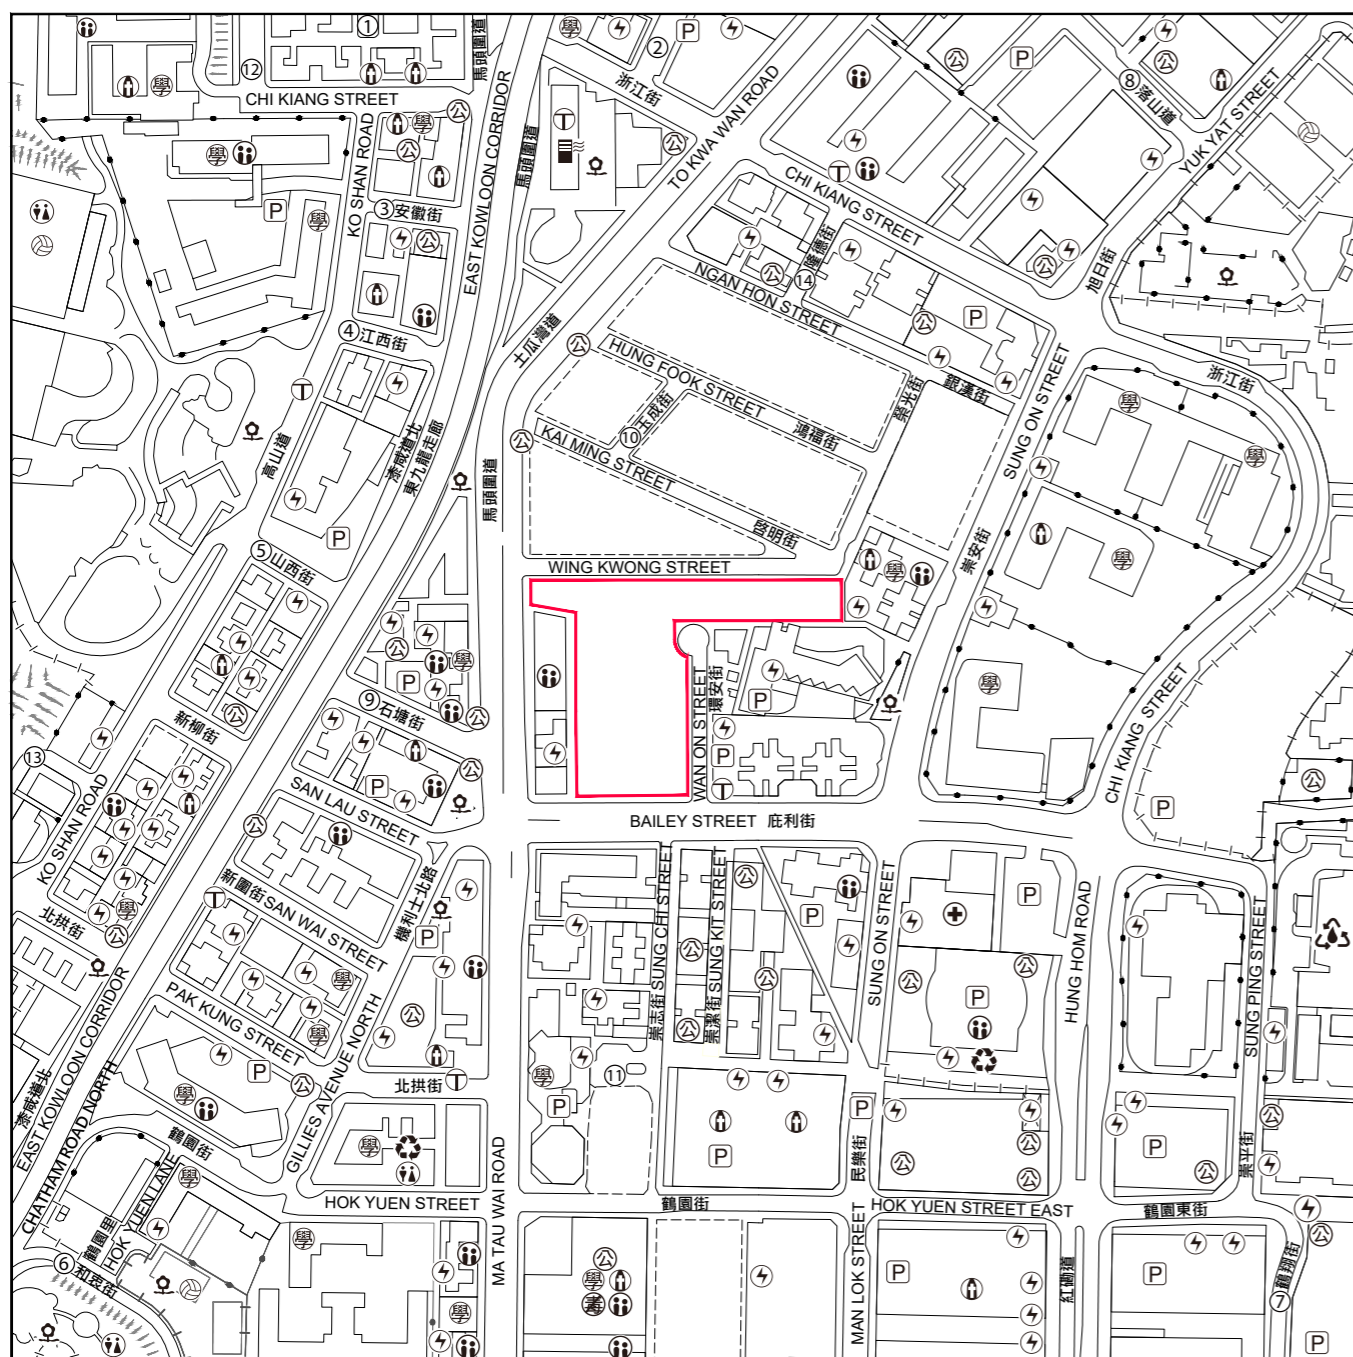 ①
馬頭圍道
②
浙江街
⑫
CHI KIANG STREET
KO SHAN ROAD
EAST KOWLOON CORRIDOR
馬頭圍道
TO KWA WAN ROAD
⑧落山道
YUK YAT STREET
CHI KIANG STREET
③安徽街
隆德街
⑭
旭日街
NGAN HON STREET
④江西街
土瓜灣道
HUNG FOOK STREET
浙江街
銀漢街
榮光街
玉成街
⑩
鴻福街
SUNG ON STREET
KAI MING STREET
高山道
漆咸道北
東九龍走廊
馬頭圍道
啓明街
崇安街
⑤山西街
WING KWONG STREET
WAN ON STREET
環安街
CHI KIANG STREET
新柳街
⑨石塘街
⑬
KO SHAN ROAD
SAN LAU STREET
BAILEY STREET 庇利街
北拱街
新圍街 SAN WAI STREET
機利士北路
崇志街 SUNG CHI STREET
崇潔街 SUNG KIT STREET
SUNG ON STREET
HUNG HOM ROAD
SUNG PING STREET
EAST KOWLOON CORRIDOR
漆咸道北
PAK KUNG STREET
CHATHAM ROAD NORTH
GILLIES AVENUE NORTH
北拱街
⑪
鶴園街
HOK YUEN LANE
鶴園里
HOK YUEN STREET
MA TAU WAI ROAD
鶴園街
民樂街
MAN LOK STREET
HOK YUEN STREET EAST
鶴園東街
崇平街
⑥和衷街
紅磡道
鶴翔街
⑦